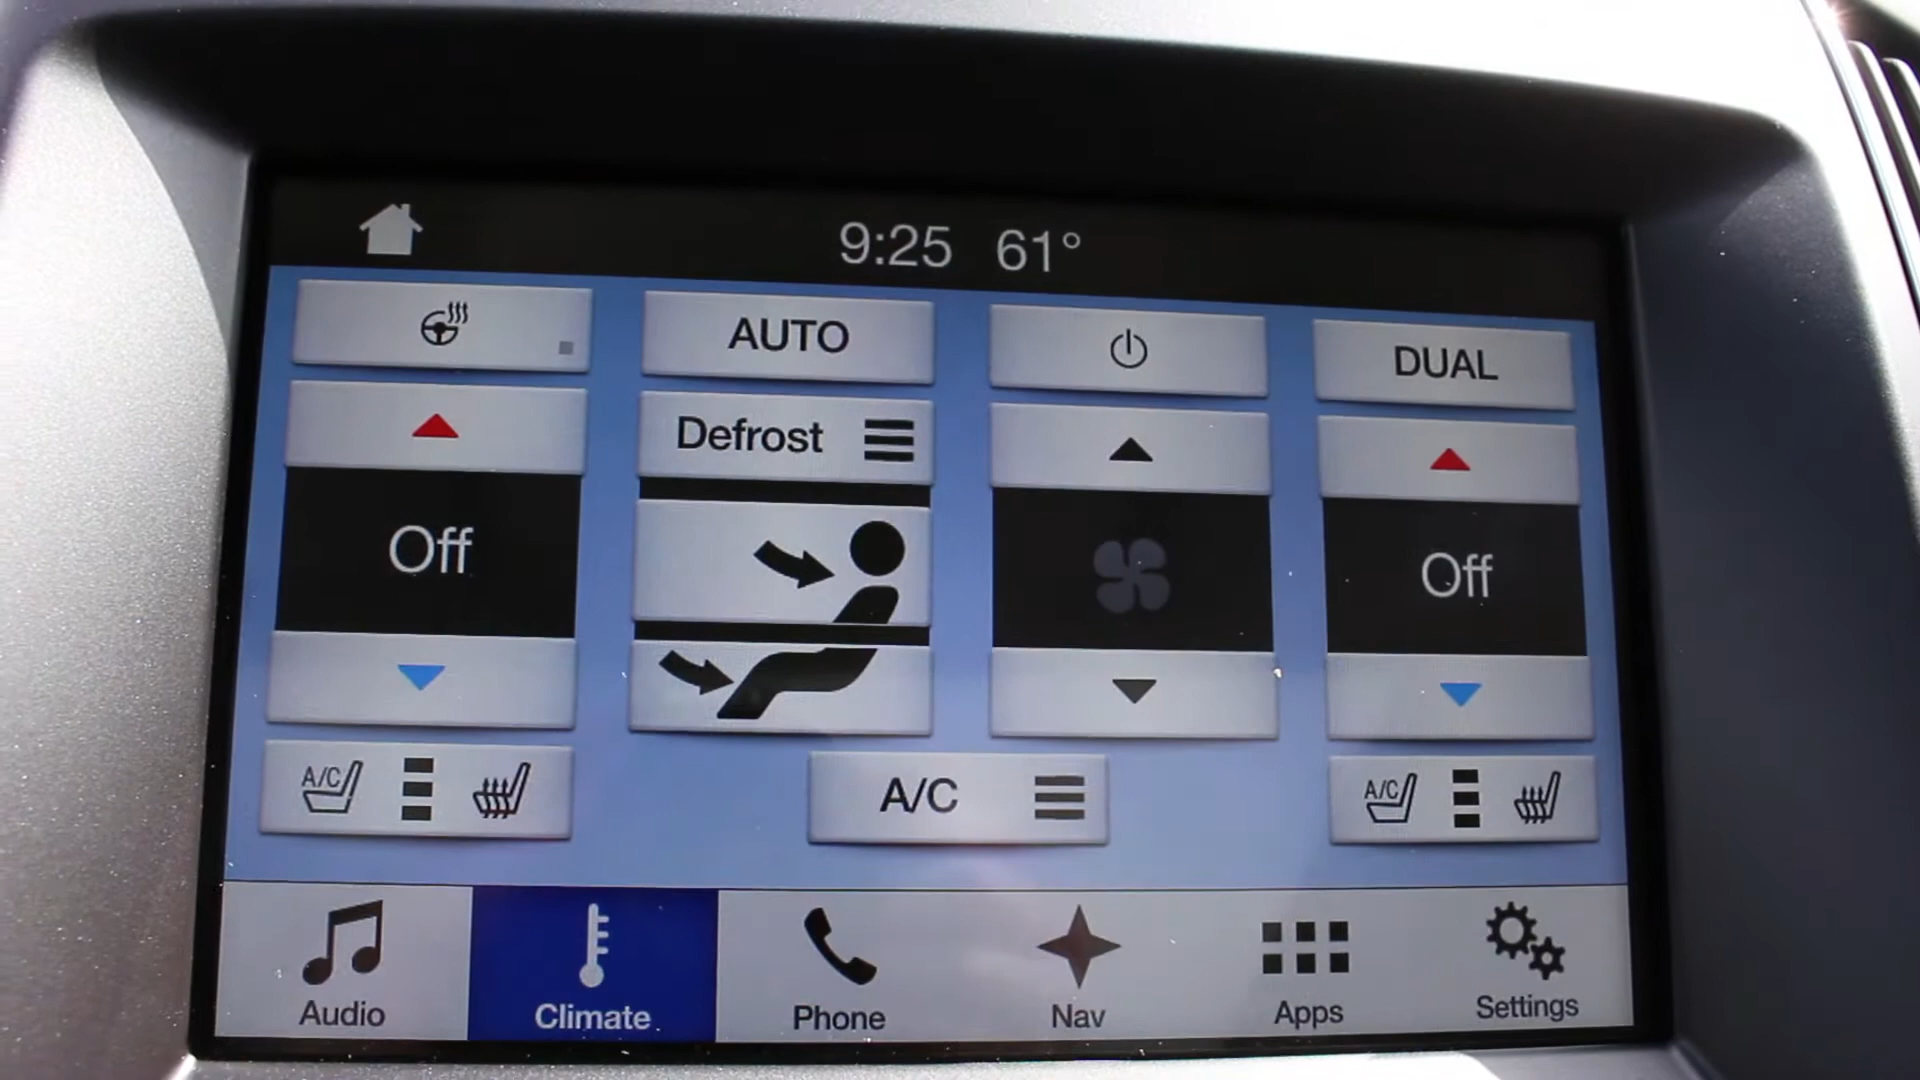 9:25 61°
AUTO
DUAL
Defrost
Off
Off
A/C
A/C
A/C
Audio
Climate
Phone
Nav
Apps
Settings